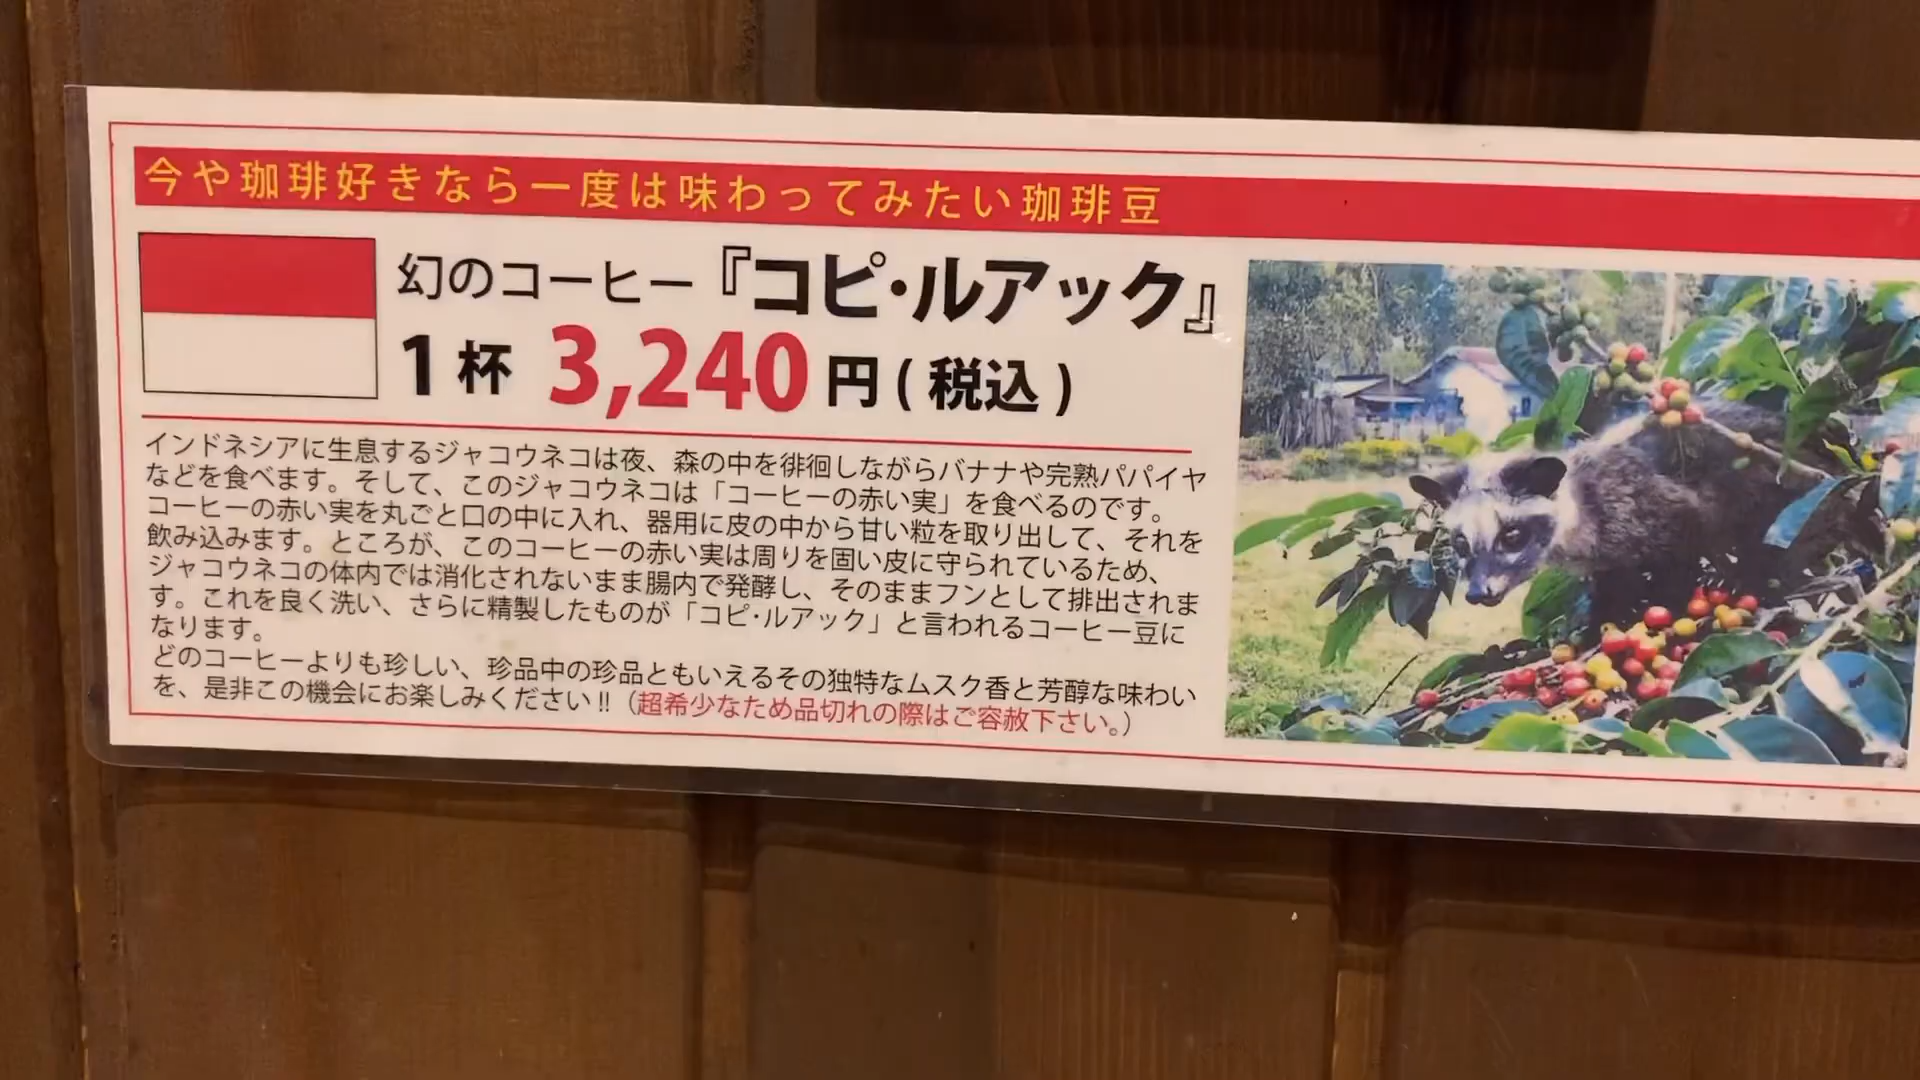 今や珈琲好きなら一度は味わってみたい珈琲豆
幻のコーヒー『コピ・ルアック』
1杯 3,240円(税込)
インドネシアに生息するジャコウネコは夜、森の中を徘徊しながらバナナや完熟パパイヤ
などを食べます。そして、このジャコウネコは「コーヒーの赤い実」を食べるのです。
コーヒーの赤い実を丸ごと口の中に入れ、器用に皮の中から甘い粒を取り出して、それを
飲み込みます。ところが、このコーヒーの赤い実は周りを固い皮に守られているため、
ジャコウネコの体内では消化されないまま腸内で発酵し、そのままフンとして排出されま
す。これを良く洗い、さらに精製したものが「コピ・ルアック」と言われるコーヒー豆に
なります。
どのコーヒーよりも珍しい、珍品中の珍品ともいえるその独特なムスク香と芳醇な味わい
を、是非この機会にお楽しみください!!（超希少なため品切れの際はご容赦下さい。）